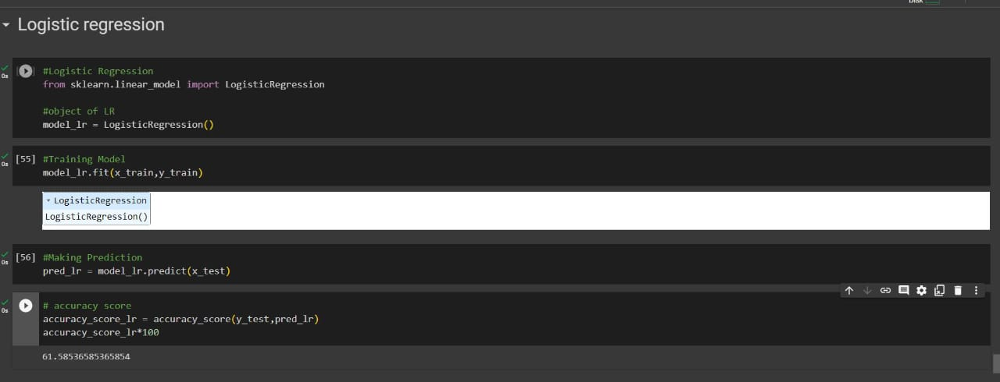 Disk
Logistic regression
0s
#Logistic Regression
from sklearn.linear_model import LogisticRegression
#object of LR
model_lr = LogisticRegression()
0s
[55] #Training Model
model_lr.fit(x_train,y_train)
LogisticRegression
LogisticRegression()
0s
[56] #Making Prediction
pred_lr = model_lr.predict(x_test)
0s
# accuracy score
accuracy_score_lr = accuracy_score(y_test,pred_lr)
accuracy_score_lr*100
61.58536585365854